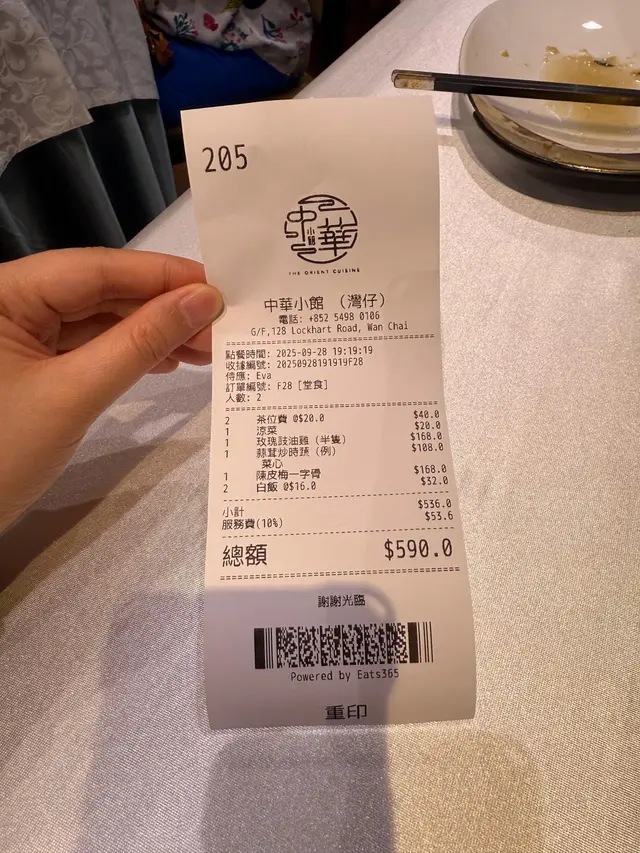 205
中華
小館
THE ORIENT CUISINE
中華小館 （灣仔）
電話: +852 5498 0106
G/F,128 Lockhart Road, Wan Chai
點餐時間: 2025-09-28 19:19:19
收據編號: 20250928191919F28
侍應: Eva
訂單編號: F28 [堂食]
人數: 2
2 茶位費 @$20.0 $40.0
1 涼菜 $20.0
1 玫瑰豉油雞（半隻） $168.0
1 蒜茸炒時蔬（例） $108.0
菜心
1 陳皮梅一字骨 $168.0
2 白飯 @$16.0 $32.0
小計 $536.0
服務費(10%) $53.6
總額 $590.0
謝謝光臨
Powered by Eats365
重印